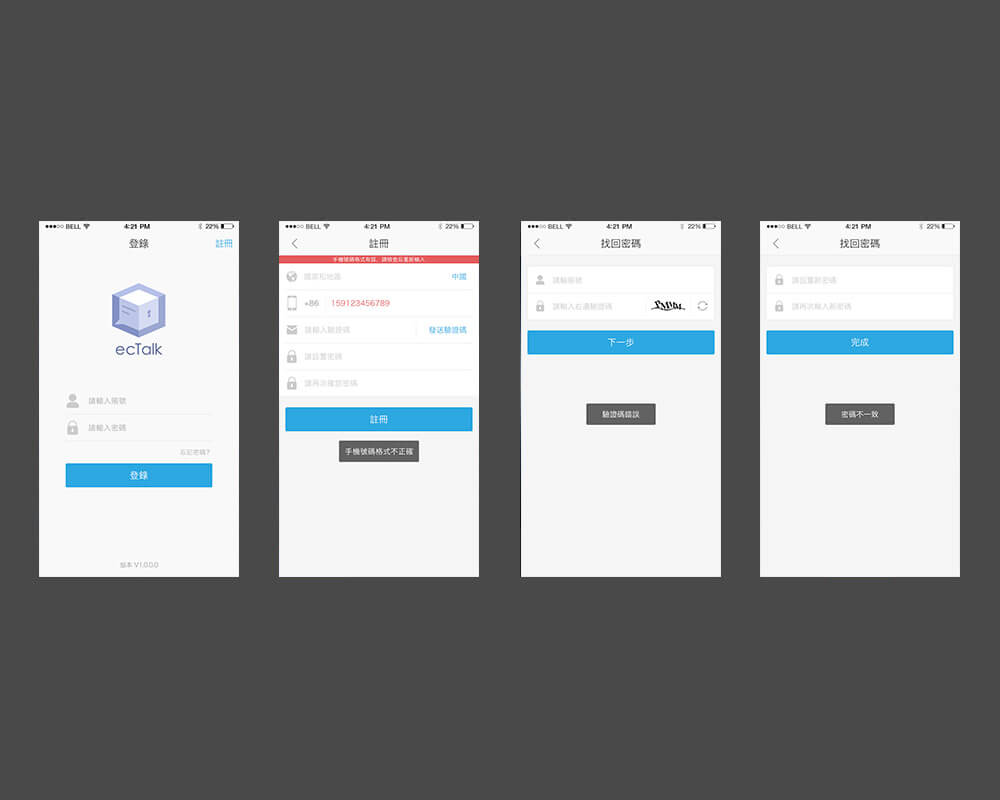 BELL 4:21 PM 22%
登錄 註冊
ecTalk
請輸入賬號
請輸入密碼
忘記密碼?
登錄
版本 V1.0.0.0
BELL 4:21 PM 22%
註冊
手機號碼格式有誤，請檢查后重新輸入
國家和地區 中國
+86 159123456789
請輸入驗證碼 發送驗證碼
請設置密碼
請再次確認密碼
註冊
手機號碼格式不正確
BELL 4:21 PM 22%
找回密碼
請輸賬號
請輸入右邊驗證碼
下一步
驗證碼錯誤
BELL 4:21 PM 22%
找回密碼
請設置新密碼
請再次輸入新密碼
完成
密碼不一致